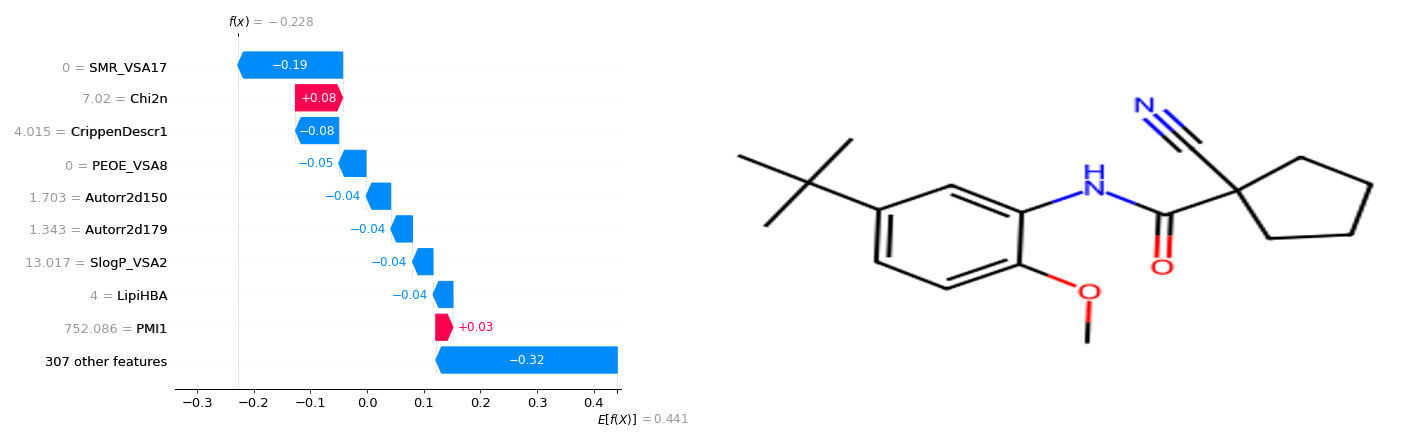 f(x) = −0.228
0 = SMR_VSA17
−0.19
7.02 = Chi2n
+0.08
4.015 = CrippenDescr1
−0.08
0 = PEOE_VSA8
−0.05
1.703 = Autorr2d150
−0.04
1.343 = Autorr2d179
−0.04
13.017 = SlogP_VSA2
−0.04
4 = LipiHBA
−0.04
752.086 = PMI1
+0.03
307 other features
−0.32
−0.3 −0.2 −0.1 0.0 0.1 0.2 0.3 0.4
E[f(X)] = 0.441
N
H
N
O
O